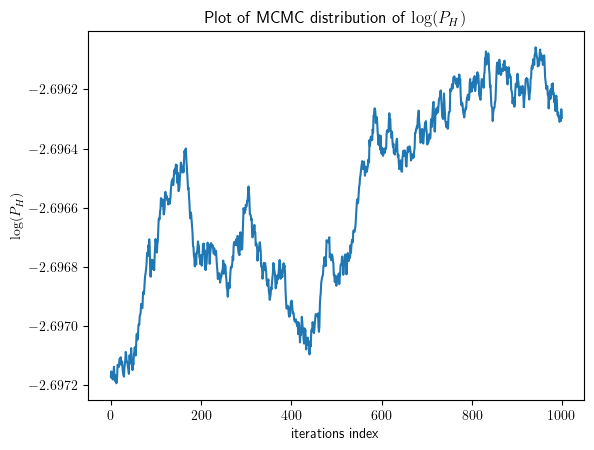 Plot of MCMC distribution of log(P_H)
log(P_H)
−2.6962
−2.6964
−2.6966
−2.6968
−2.6970
−2.6972
0 200 400 600 800 1000
iterations index